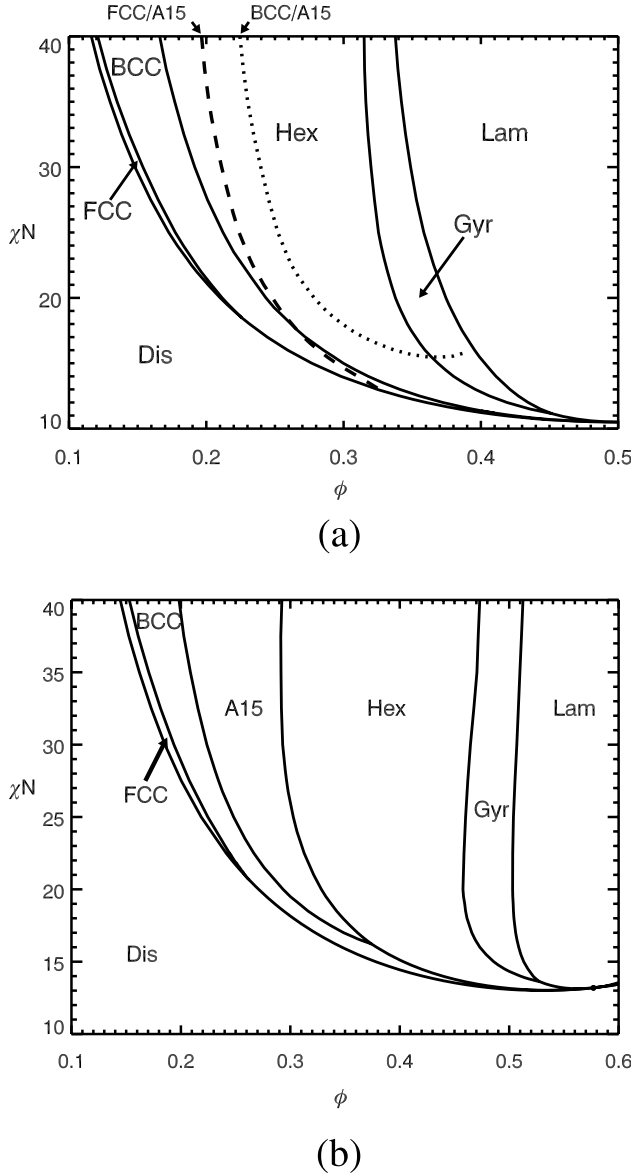 FCC/A15 BCC/A15
40
BCC
Hex
Lam
30
FCC
χN
Gyr
20
Dis
10
0.1 0.2 0.3 0.4 0.5
ϕ
(a)
40
BCC
35
A15 Hex Lam
30
FCC
χN
Gyr
25
20
Dis
15
10
0.1 0.2 0.3 0.4 0.5 0.6
ϕ
(b)